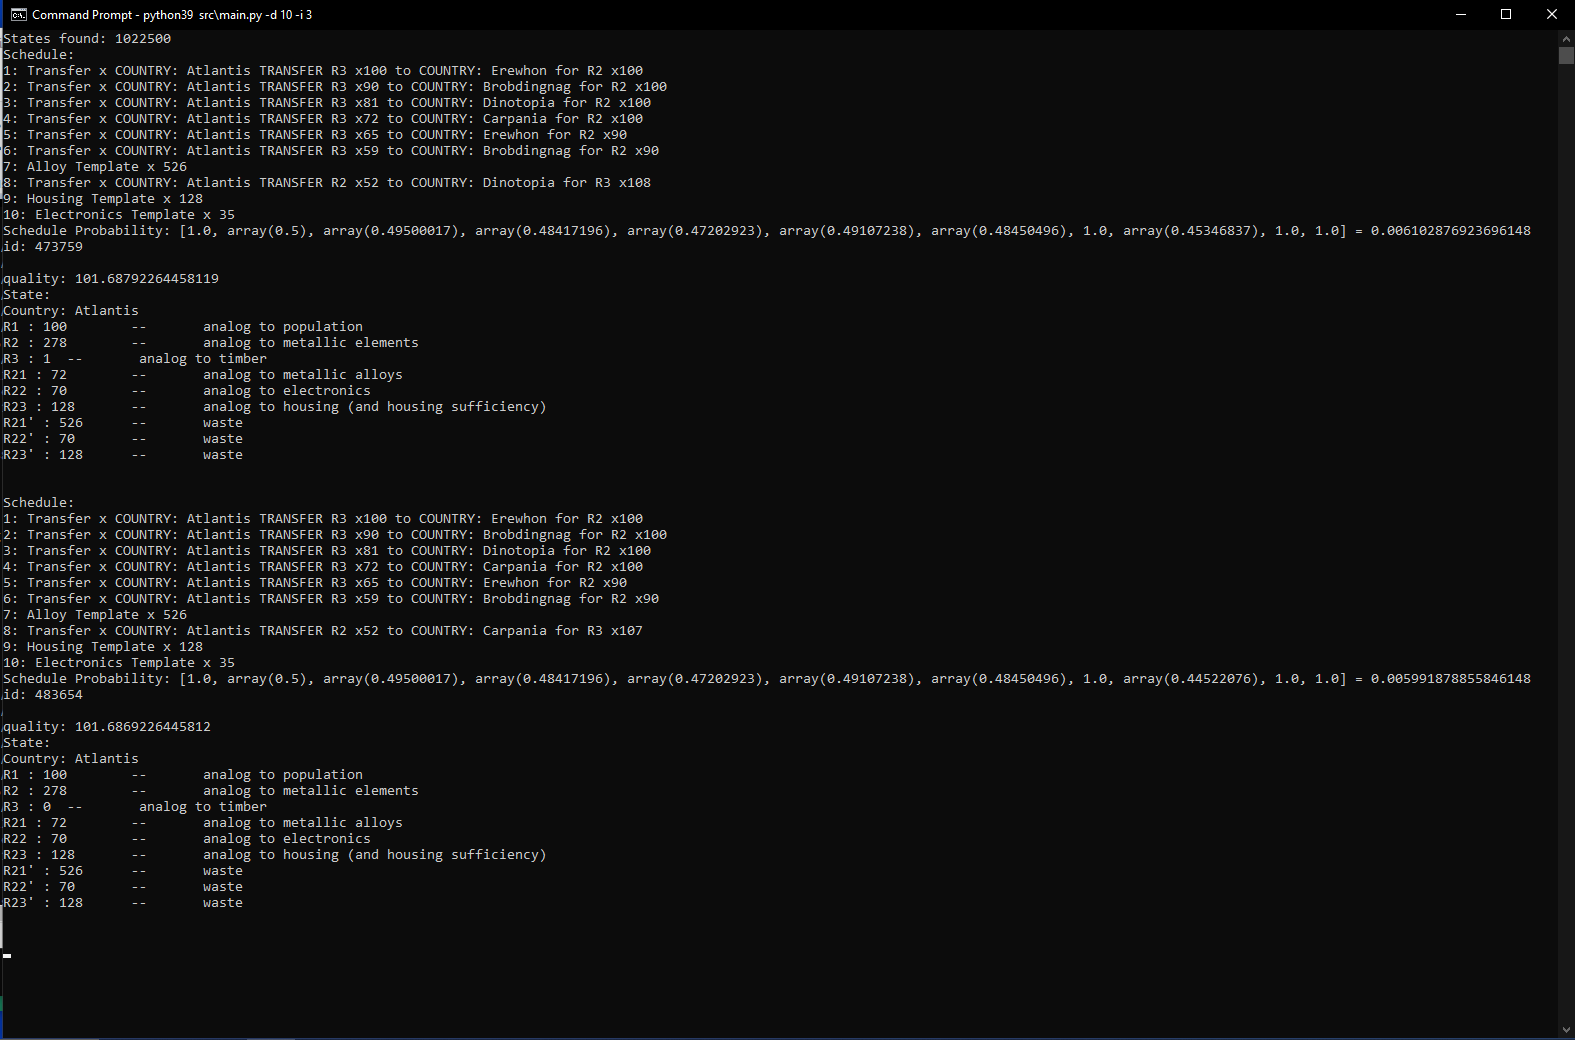 Command Prompt - python39 src\main.py -d 10 -i 3
States found: 1022500
Schedule:
1: Transfer x COUNTRY: Atlantis TRANSFER R3 x100 to COUNTRY: Erewhon for R2 x100
2: Transfer x COUNTRY: Atlantis TRANSFER R3 x90 to COUNTRY: Brobdingnag for R2 x100
3: Transfer x COUNTRY: Atlantis TRANSFER R3 x81 to COUNTRY: Dinotopia for R2 x100
4: Transfer x COUNTRY: Atlantis TRANSFER R3 x72 to COUNTRY: Carpania for R2 x100
5: Transfer x COUNTRY: Atlantis TRANSFER R3 x65 to COUNTRY: Erewhon for R2 x90
6: Transfer x COUNTRY: Atlantis TRANSFER R3 x59 to COUNTRY: Brobdingnag for R2 x90
7: Alloy Template x 526
8: Transfer x COUNTRY: Atlantis TRANSFER R2 x52 to COUNTRY: Dinotopia for R3 x108
9: Housing Template x 128
10: Electronics Template x 35
Schedule Probability: [1.0, array(0.5), array(0.49500017), array(0.48417196), array(0.47202923), array(0.49107238), array(0.48450496), 1.0, array(0.45346837), 1.0, 1.0] = 0.006102876923696148
id: 473759
quality: 101.68792264458119
State:
Country: Atlantis
R1 : 100 -- analog to population
R2 : 278 -- analog to metallic elements
R3 : 1 -- analog to timber
R21 : 72 -- analog to metallic alloys
R22 : 70 -- analog to electronics
R23 : 128 -- analog to housing (and housing sufficiency)
R21' : 526 -- waste
R22' : 70 -- waste
R23' : 128 -- waste
Schedule:
1: Transfer x COUNTRY: Atlantis TRANSFER R3 x100 to COUNTRY: Erewhon for R2 x100
2: Transfer x COUNTRY: Atlantis TRANSFER R3 x90 to COUNTRY: Brobdingnag for R2 x100
3: Transfer x COUNTRY: Atlantis TRANSFER R3 x81 to COUNTRY: Dinotopia for R2 x100
4: Transfer x COUNTRY: Atlantis TRANSFER R3 x72 to COUNTRY: Carpania for R2 x100
5: Transfer x COUNTRY: Atlantis TRANSFER R3 x65 to COUNTRY: Erewhon for R2 x90
6: Transfer x COUNTRY: Atlantis TRANSFER R3 x59 to COUNTRY: Brobdingnag for R2 x90
7: Alloy Template x 526
8: Transfer x COUNTRY: Atlantis TRANSFER R2 x52 to COUNTRY: Carpania for R3 x107
9: Housing Template x 128
10: Electronics Template x 35
Schedule Probability: [1.0, array(0.5), array(0.49500017), array(0.48417196), array(0.47202923), array(0.49107238), array(0.48450496), 1.0, array(0.44522076), 1.0, 1.0] = 0.005991878855846148
id: 483654
quality: 101.6869226445812
State:
Country: Atlantis
R1 : 100 -- analog to population
R2 : 278 -- analog to metallic elements
R3 : 0 -- analog to timber
R21 : 72 -- analog to metallic alloys
R22 : 70 -- analog to electronics
R23 : 128 -- analog to housing (and housing sufficiency)
R21' : 526 -- waste
R22' : 70 -- waste
R23' : 128 -- waste